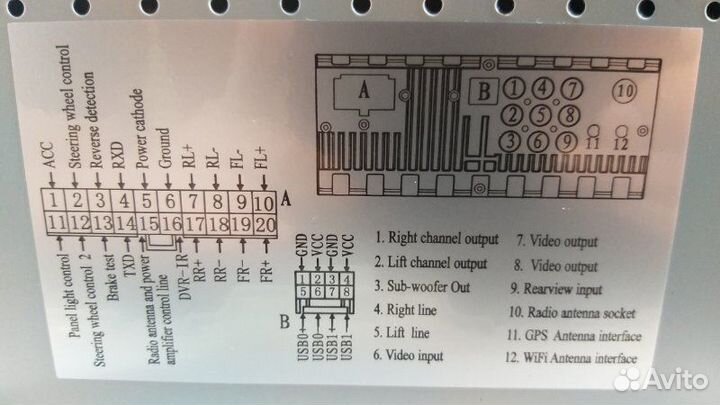 ACC
Steering wheel control
Reverse detection
RXD
Power cathode
Ground
RL+
RL-
FL-
FL+
1 2 3 4 5 6 7 8 9 10 A
11 12 13 14 15 16 17 18 19 20
Panel light control
Steering wheel control 2
Brake test
TXD
Radio antenna and power
amplifier control line
DVR-IR
RR+
RR-
FR-
FR+
A B 1 4 7 10
2 5 8
3 6 9 11 12
GND
VCC
GND
VCC
1 2 3 4
5 6 7 8
B
USB0+
USB0-
USB1+
USB1-
1. Right channel output
2. Lift channel output
3. Sub-woofer Out
4. Right line
5. Lift line
6. Video input
7. Video output
8. Video output
9. Rearview input
10. Radio antenna socket
11. GPS Antenna interface
12. WiFi Antenna interface
Avito